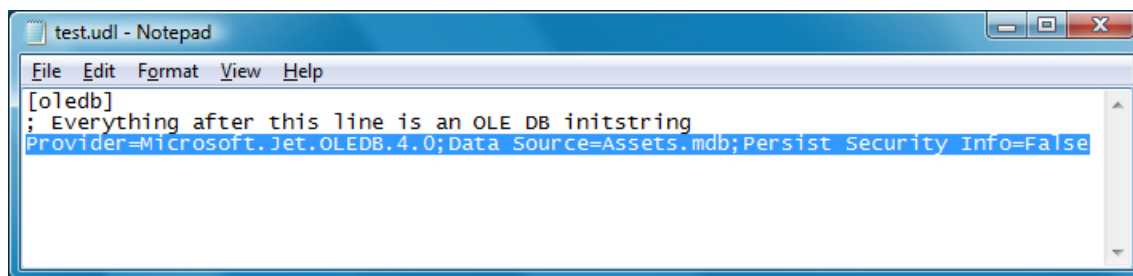 test.udl - Notepad
File Edit Format View Help
[oledb]
; Everything after this line is an OLE DB initstring
Provider=Microsoft.Jet.OLEDB.4.0;Data Source=Assets.mdb;Persist Security Info=False